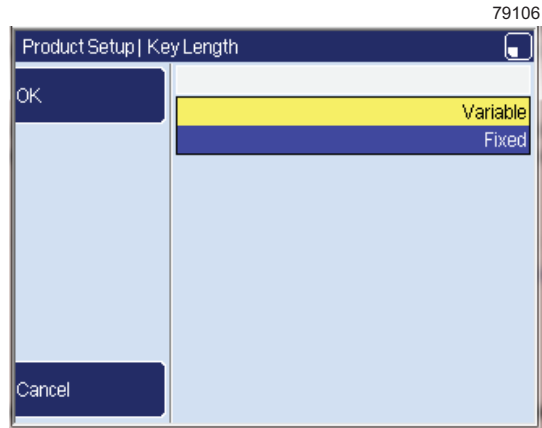 79106
Product Setup | Key Length
OK
Variable
Fixed
Cancel